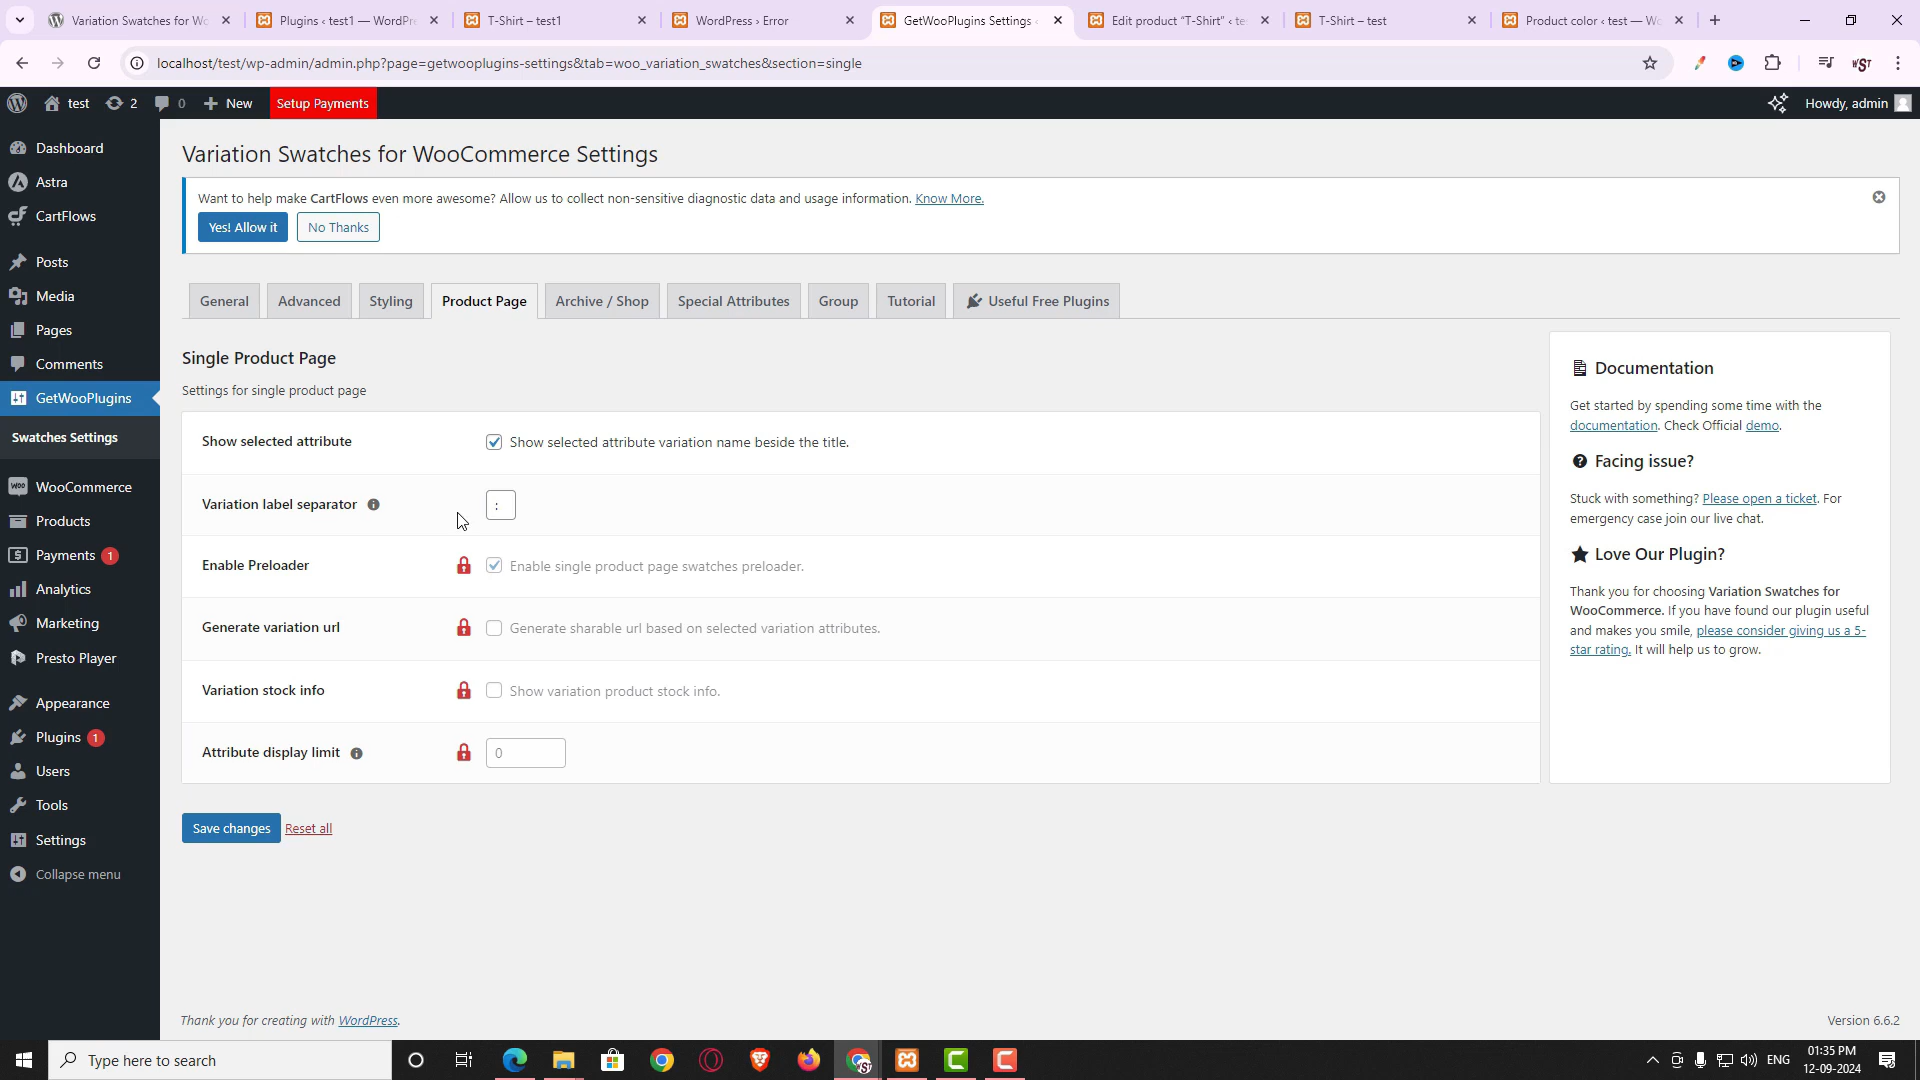 Variation Swatches for Wo
Plugins ‹ test1 — WordPre
T-Shirt – test1
WordPress › Error
GetWooPlugins Settings ‹
Edit product "T-Shirt" ‹ te
T-Shirt – test
Product color ‹ test — Wo
localhost/test/wp-admin/admin.php?page=getwooplugins-settings&tab=woo_variation_swatches&section=single
test
2
0
New
Setup Payments
Howdy, admin
Dashboard
Astra
CartFlows
Posts
Media
Pages
Comments
GetWooPlugins
Swatches Settings
WooCommerce
Products
Payments 1
Analytics
Marketing
Presto Player
Appearance
Plugins 1
Users
Tools
Settings
Collapse menu
Variation Swatches for WooCommerce Settings
Want to help make CartFlows even more awesome? Allow us to collect non-sensitive diagnostic data and usage information. Know More.
Yes! Allow it
No Thanks
General
Advanced
Styling
Product Page
Archive / Shop
Special Attributes
Group
Tutorial
Useful Free Plugins
Single Product Page
Settings for single product page
Show selected attribute
Show selected attribute variation name beside the title.
Variation label separator
:
Enable Preloader
Enable single product page swatches preloader.
Generate variation url
Generate sharable url based on selected variation attributes.
Variation stock info
Show variation product stock info.
Attribute display limit
0
Save changes
Reset all
Documentation
Get started by spending some time with the
documentation. Check Official demo.
Facing issue?
Stuck with something? Please open a ticket. For
emergency case join our live chat.
Love Our Plugin?
Thank you for choosing Variation Swatches for
WooCommerce. If you have found our plugin useful
and makes you smile, please consider giving us a 5-
star rating. It will help us to grow.
Thank you for creating with WordPress.
Version 6.6.2
Type here to search
ENG
01:35 PM
12-09-2024